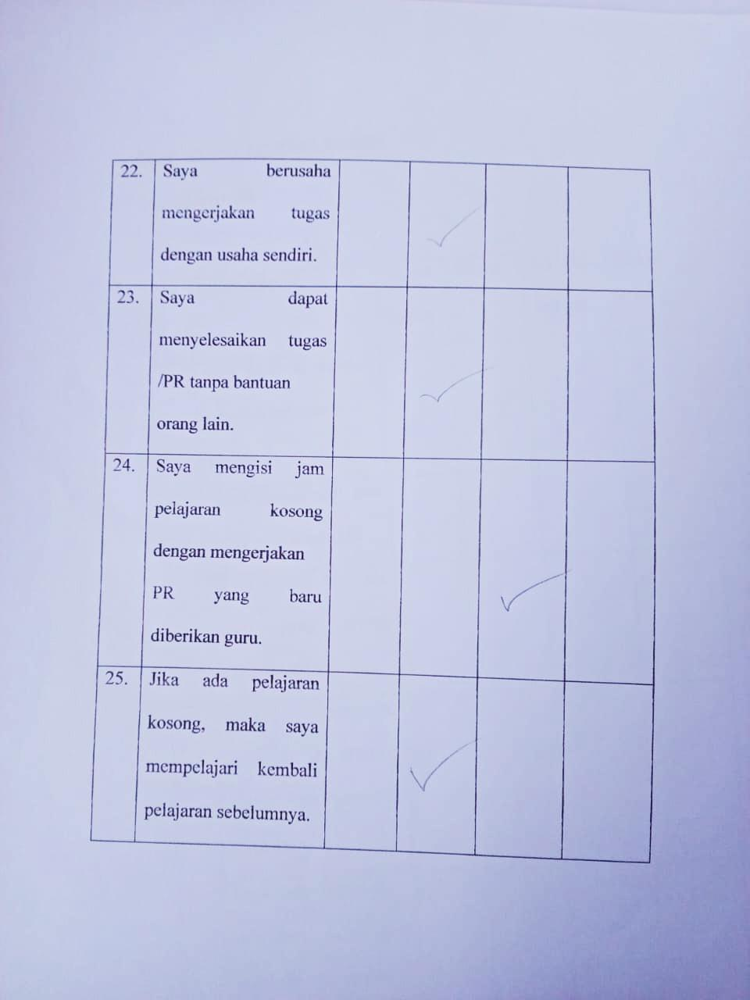 22. Saya berusaha
mengerjakan tugas
dengan usaha sendiri.
23. Saya dapat
menyelesaikan tugas
/PR tanpa bantuan
orang lain.
24. Saya mengisi jam
pelajaran kosong
dengan mengerjakan
PR yang baru
diberikan guru.
25. Jika ada pelajaran
kosong, maka saya
mempelajari kembali
pelajaran sebelumnya.